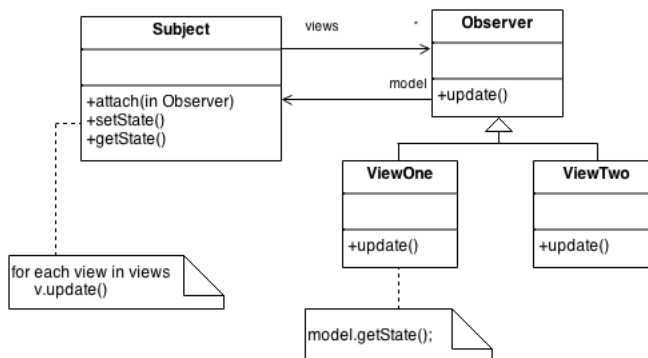 Subject
views
*
Observer
+attach(in Observer)
+setState()
+getState()
model
+update()
ViewOne
ViewTwo
+update()
+update()
for each view in views
v.update()
model.getState();